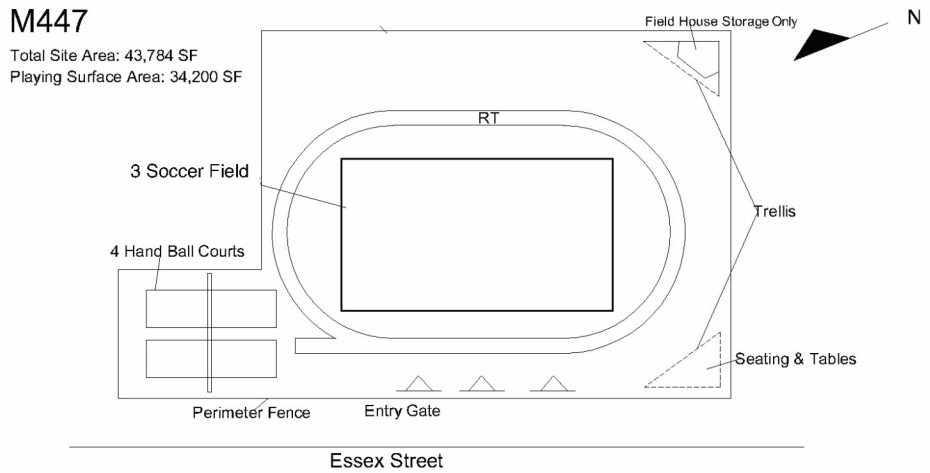 M447
Total Site Area: 43,784 SF
Playing Surface Area: 34,200 SF
Field House Storage Only
N
RT
3 Soccer Field
Trellis
4 Hand Ball Courts
Seating & Tables
Perimeter Fence
Entry Gate
Essex Street